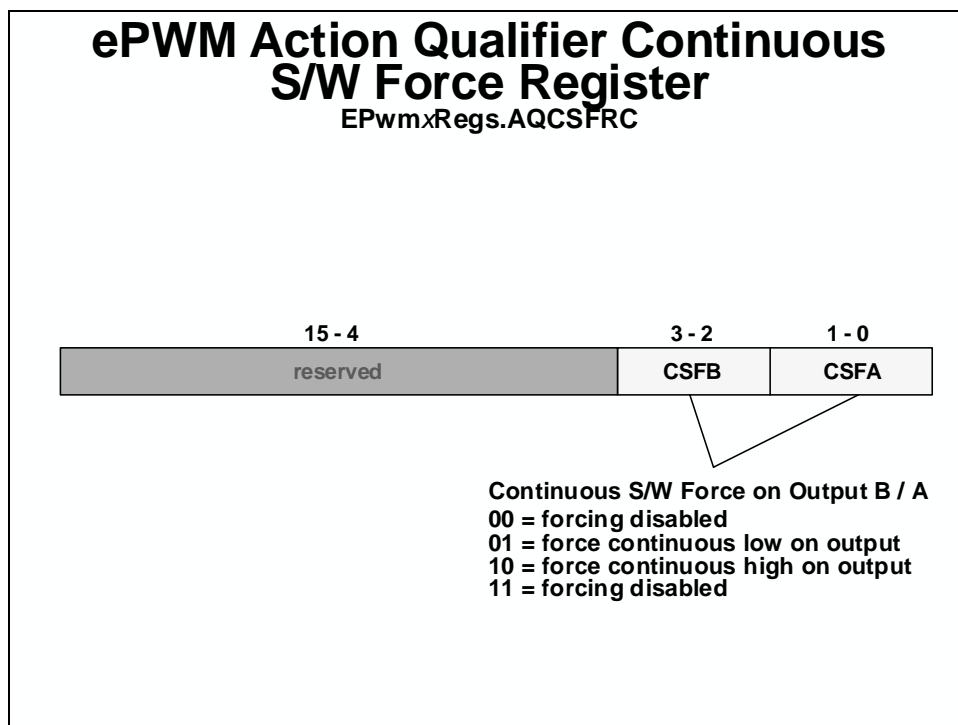 ePWM Action Qualifier Continuous
S/W Force Register
EPwmxRegs.AQCSFRC
15 - 4 3 - 2 1 - 0
reserved CSFB CSFA
Continuous S/W Force on Output B / A
00 = forcing disabled
01 = force continuous low on output
10 = force continuous high on output
11 = forcing disabled